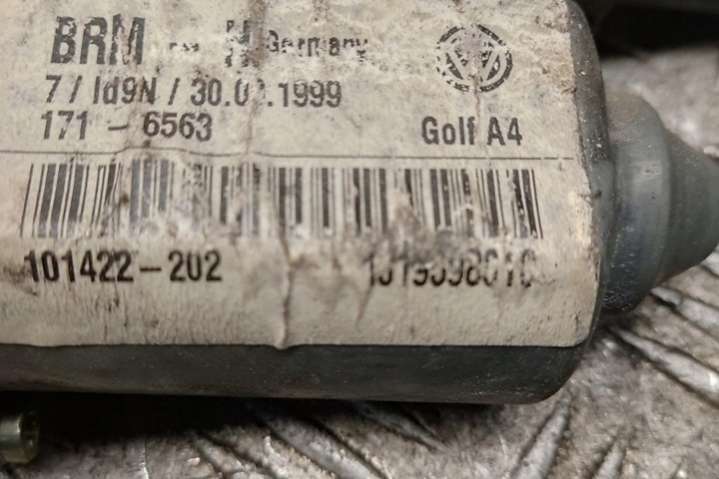 BRM Germany
7 / Id9N / 30.0 .1999
171 - 6563 Golf A4
101422-202